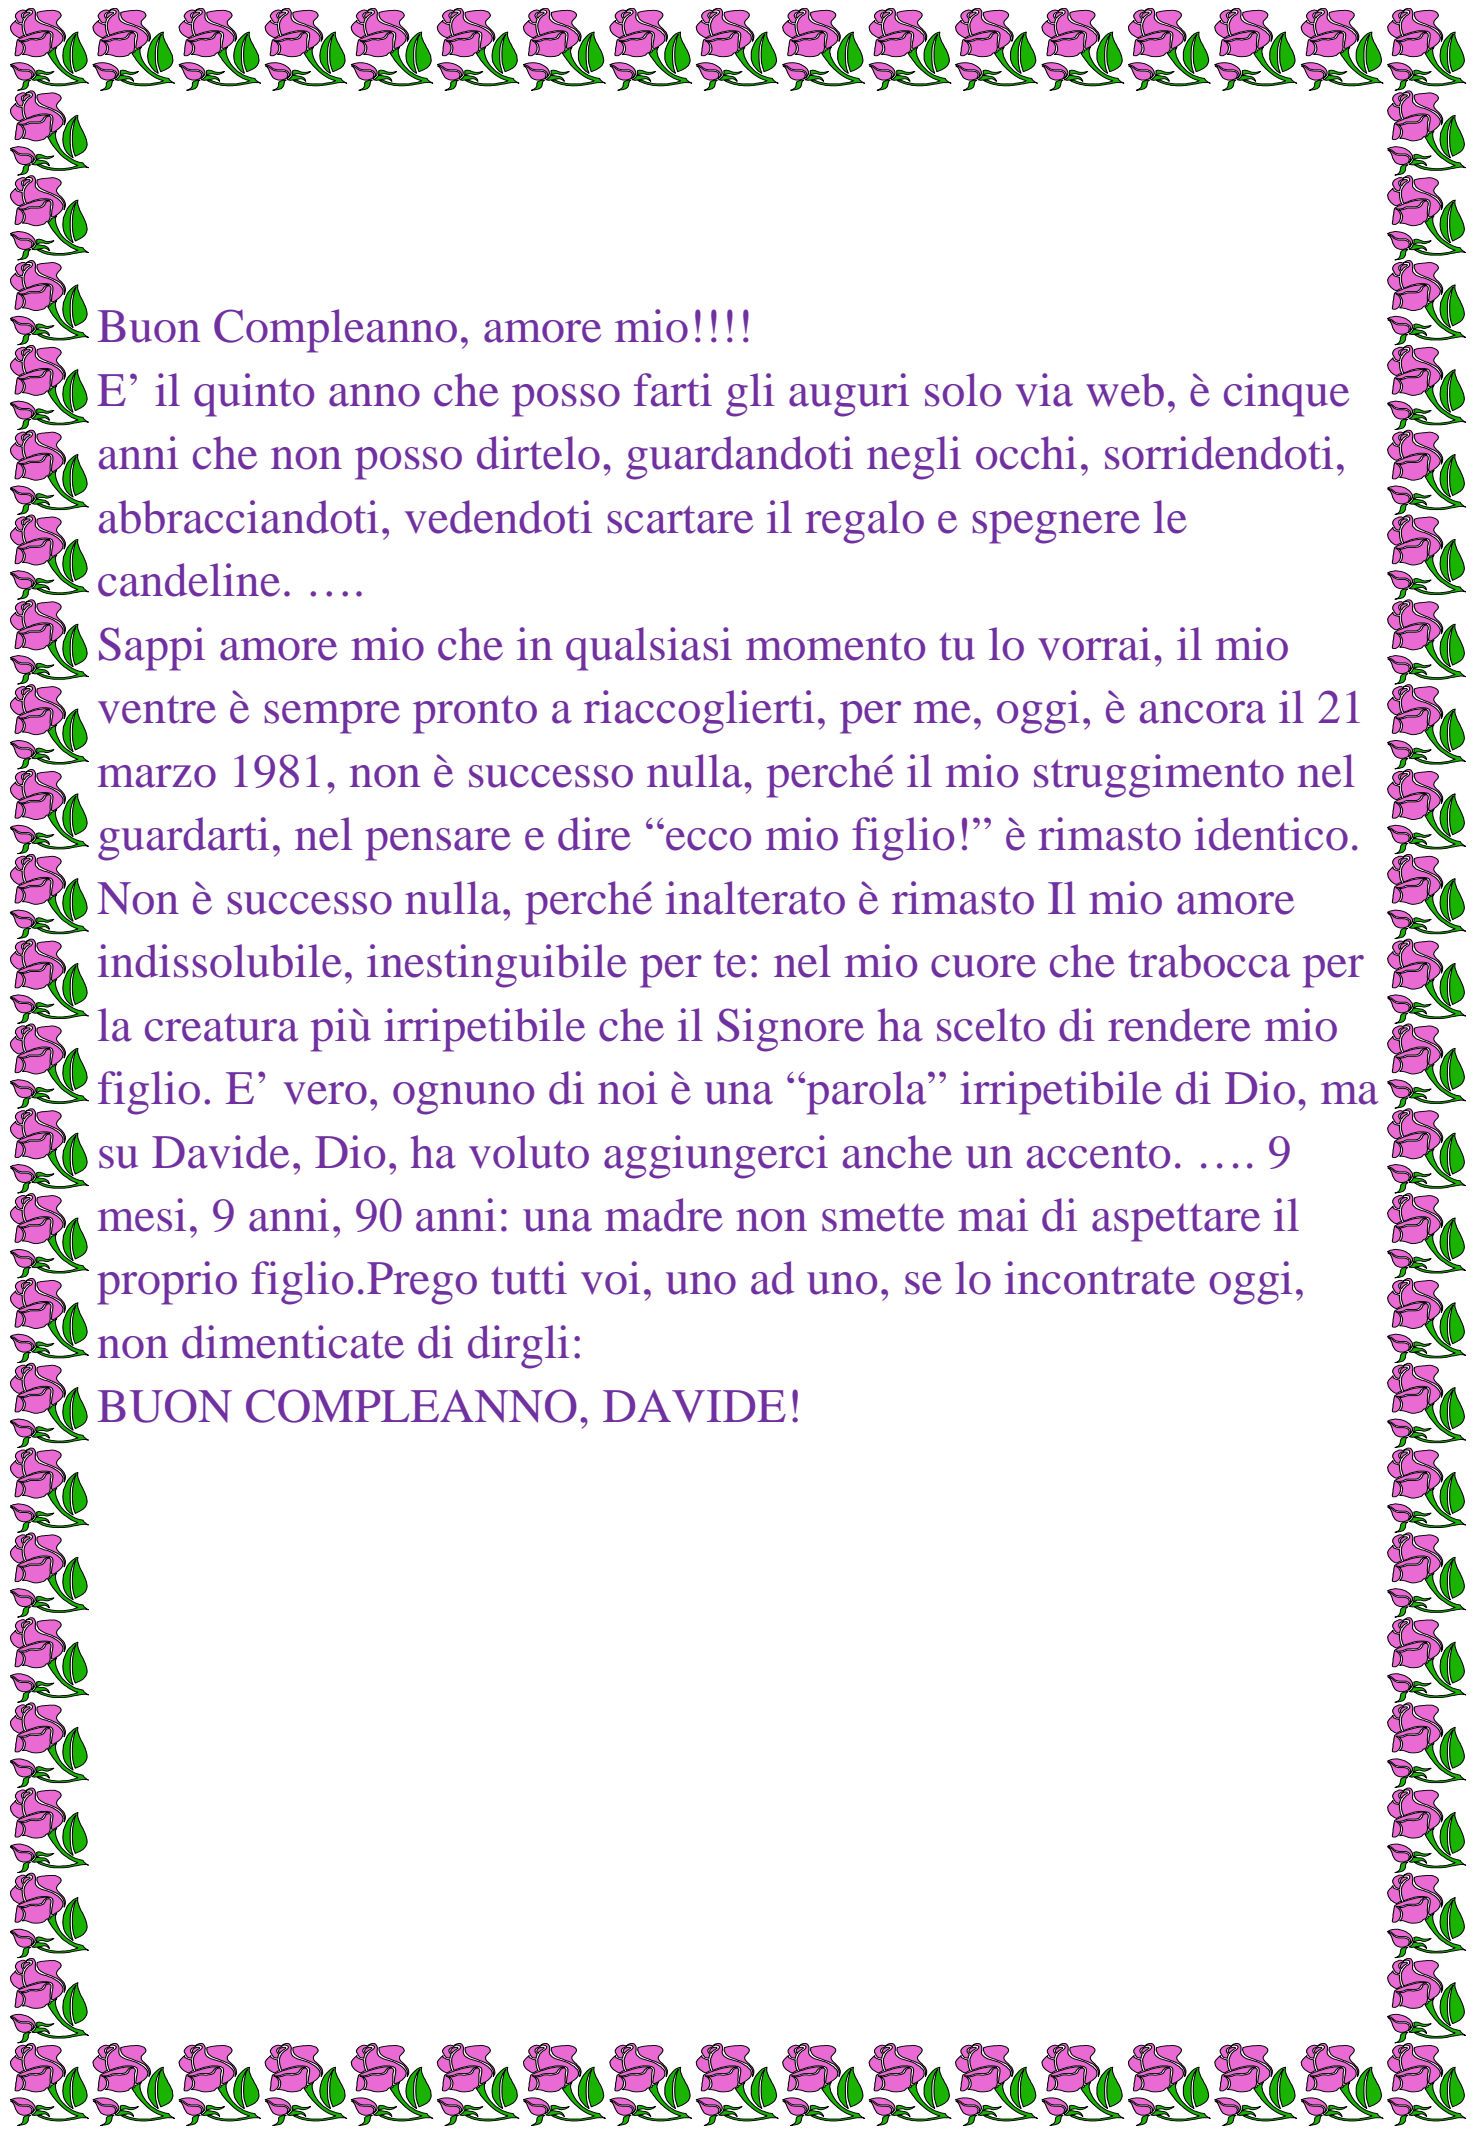 Buon Compleanno, amore mio!!!!
E’ il quinto anno che posso farti gli auguri solo via web, è cinque
anni che non posso dirtelo, guardandoti negli occhi, sorridendoti,
abbracciandoti, vedendoti scartare il regalo e spegnere le
candeline. ….
Sappi amore mio che in qualsiasi momento tu lo vorrai, il mio
ventre è sempre pronto a riaccoglierti, per me, oggi, è ancora il 21
marzo 1981, non è successo nulla, perché il mio struggimento nel
guardarti, nel pensare e dire “ecco mio figlio!” è rimasto identico.
Non è successo nulla, perché inalterato è rimasto Il mio amore
indissolubile, inestinguibile per te: nel mio cuore che trabocca per
la creatura più irripetibile che il Signore ha scelto di rendere mio
figlio. E’ vero, ognuno di noi è una “parola” irripetibile di Dio, ma
su Davide, Dio, ha voluto aggiungerci anche un accento. …. 9
mesi, 9 anni, 90 anni: una madre non smette mai di aspettare il
proprio figlio.Prego tutti voi, uno ad uno, se lo incontrate oggi,
non dimenticate di dirgli:
BUON COMPLEANNO, DAVIDE!